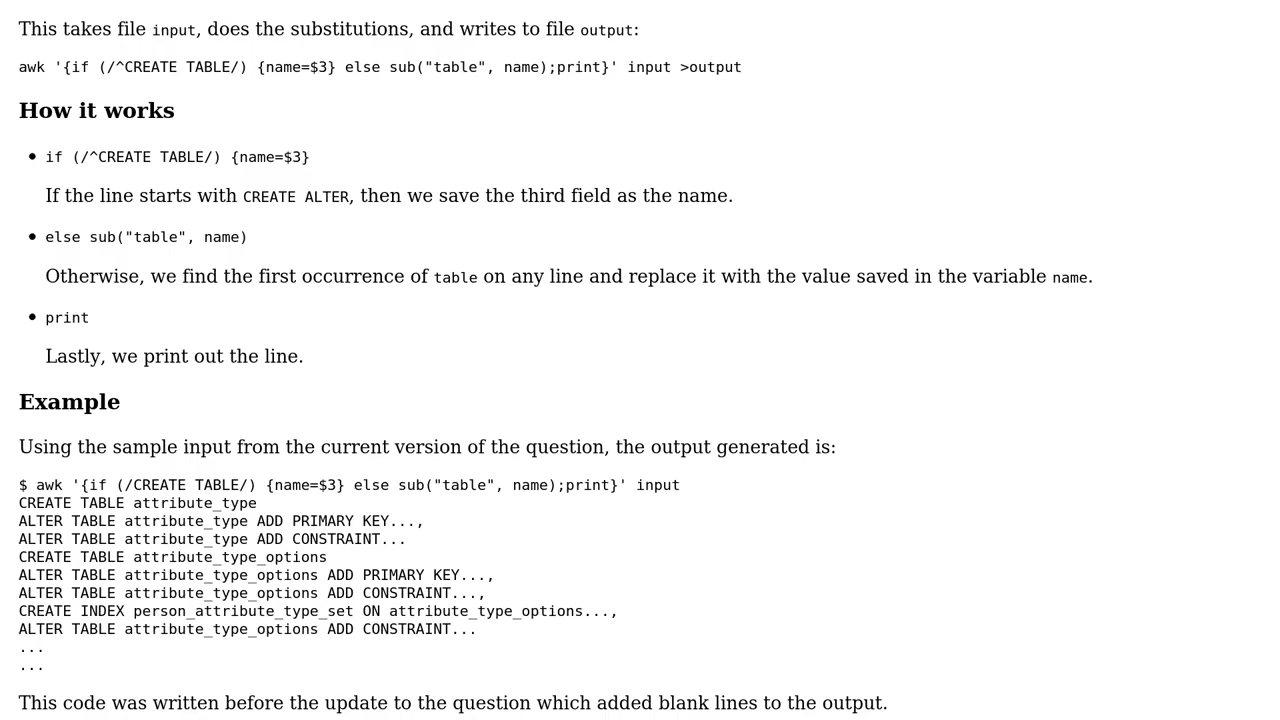 This takes file input, does the substitutions, and writes to file output:
awk '{if (/^CREATE TABLE/) {name=$3} else sub("table", name);print}' input >output
How it works
• if (/^CREATE TABLE/) {name=$3}
If the line starts with CREATE ALTER, then we save the third field as the name.
• else sub("table", name)
Otherwise, we find the first occurrence of table on any line and replace it with the value saved in the variable name.
• print
Lastly, we print out the line.
Example
Using the sample input from the current version of the question, the output generated is:
$ awk '{if (/CREATE TABLE/) {name=$3} else sub("table", name);print}' input
CREATE TABLE attribute_type
ALTER TABLE attribute_type ADD PRIMARY KEY...,
ALTER TABLE attribute_type ADD CONSTRAINT...
CREATE TABLE attribute_type_options
ALTER TABLE attribute_type_options ADD PRIMARY KEY...,
ALTER TABLE attribute_type_options ADD CONSTRAINT...,
CREATE INDEX person_attribute_type_set ON attribute_type_options...,
ALTER TABLE attribute_type_options ADD CONSTRAINT...
...
...
This code was written before the update to the question which added blank lines to the output.